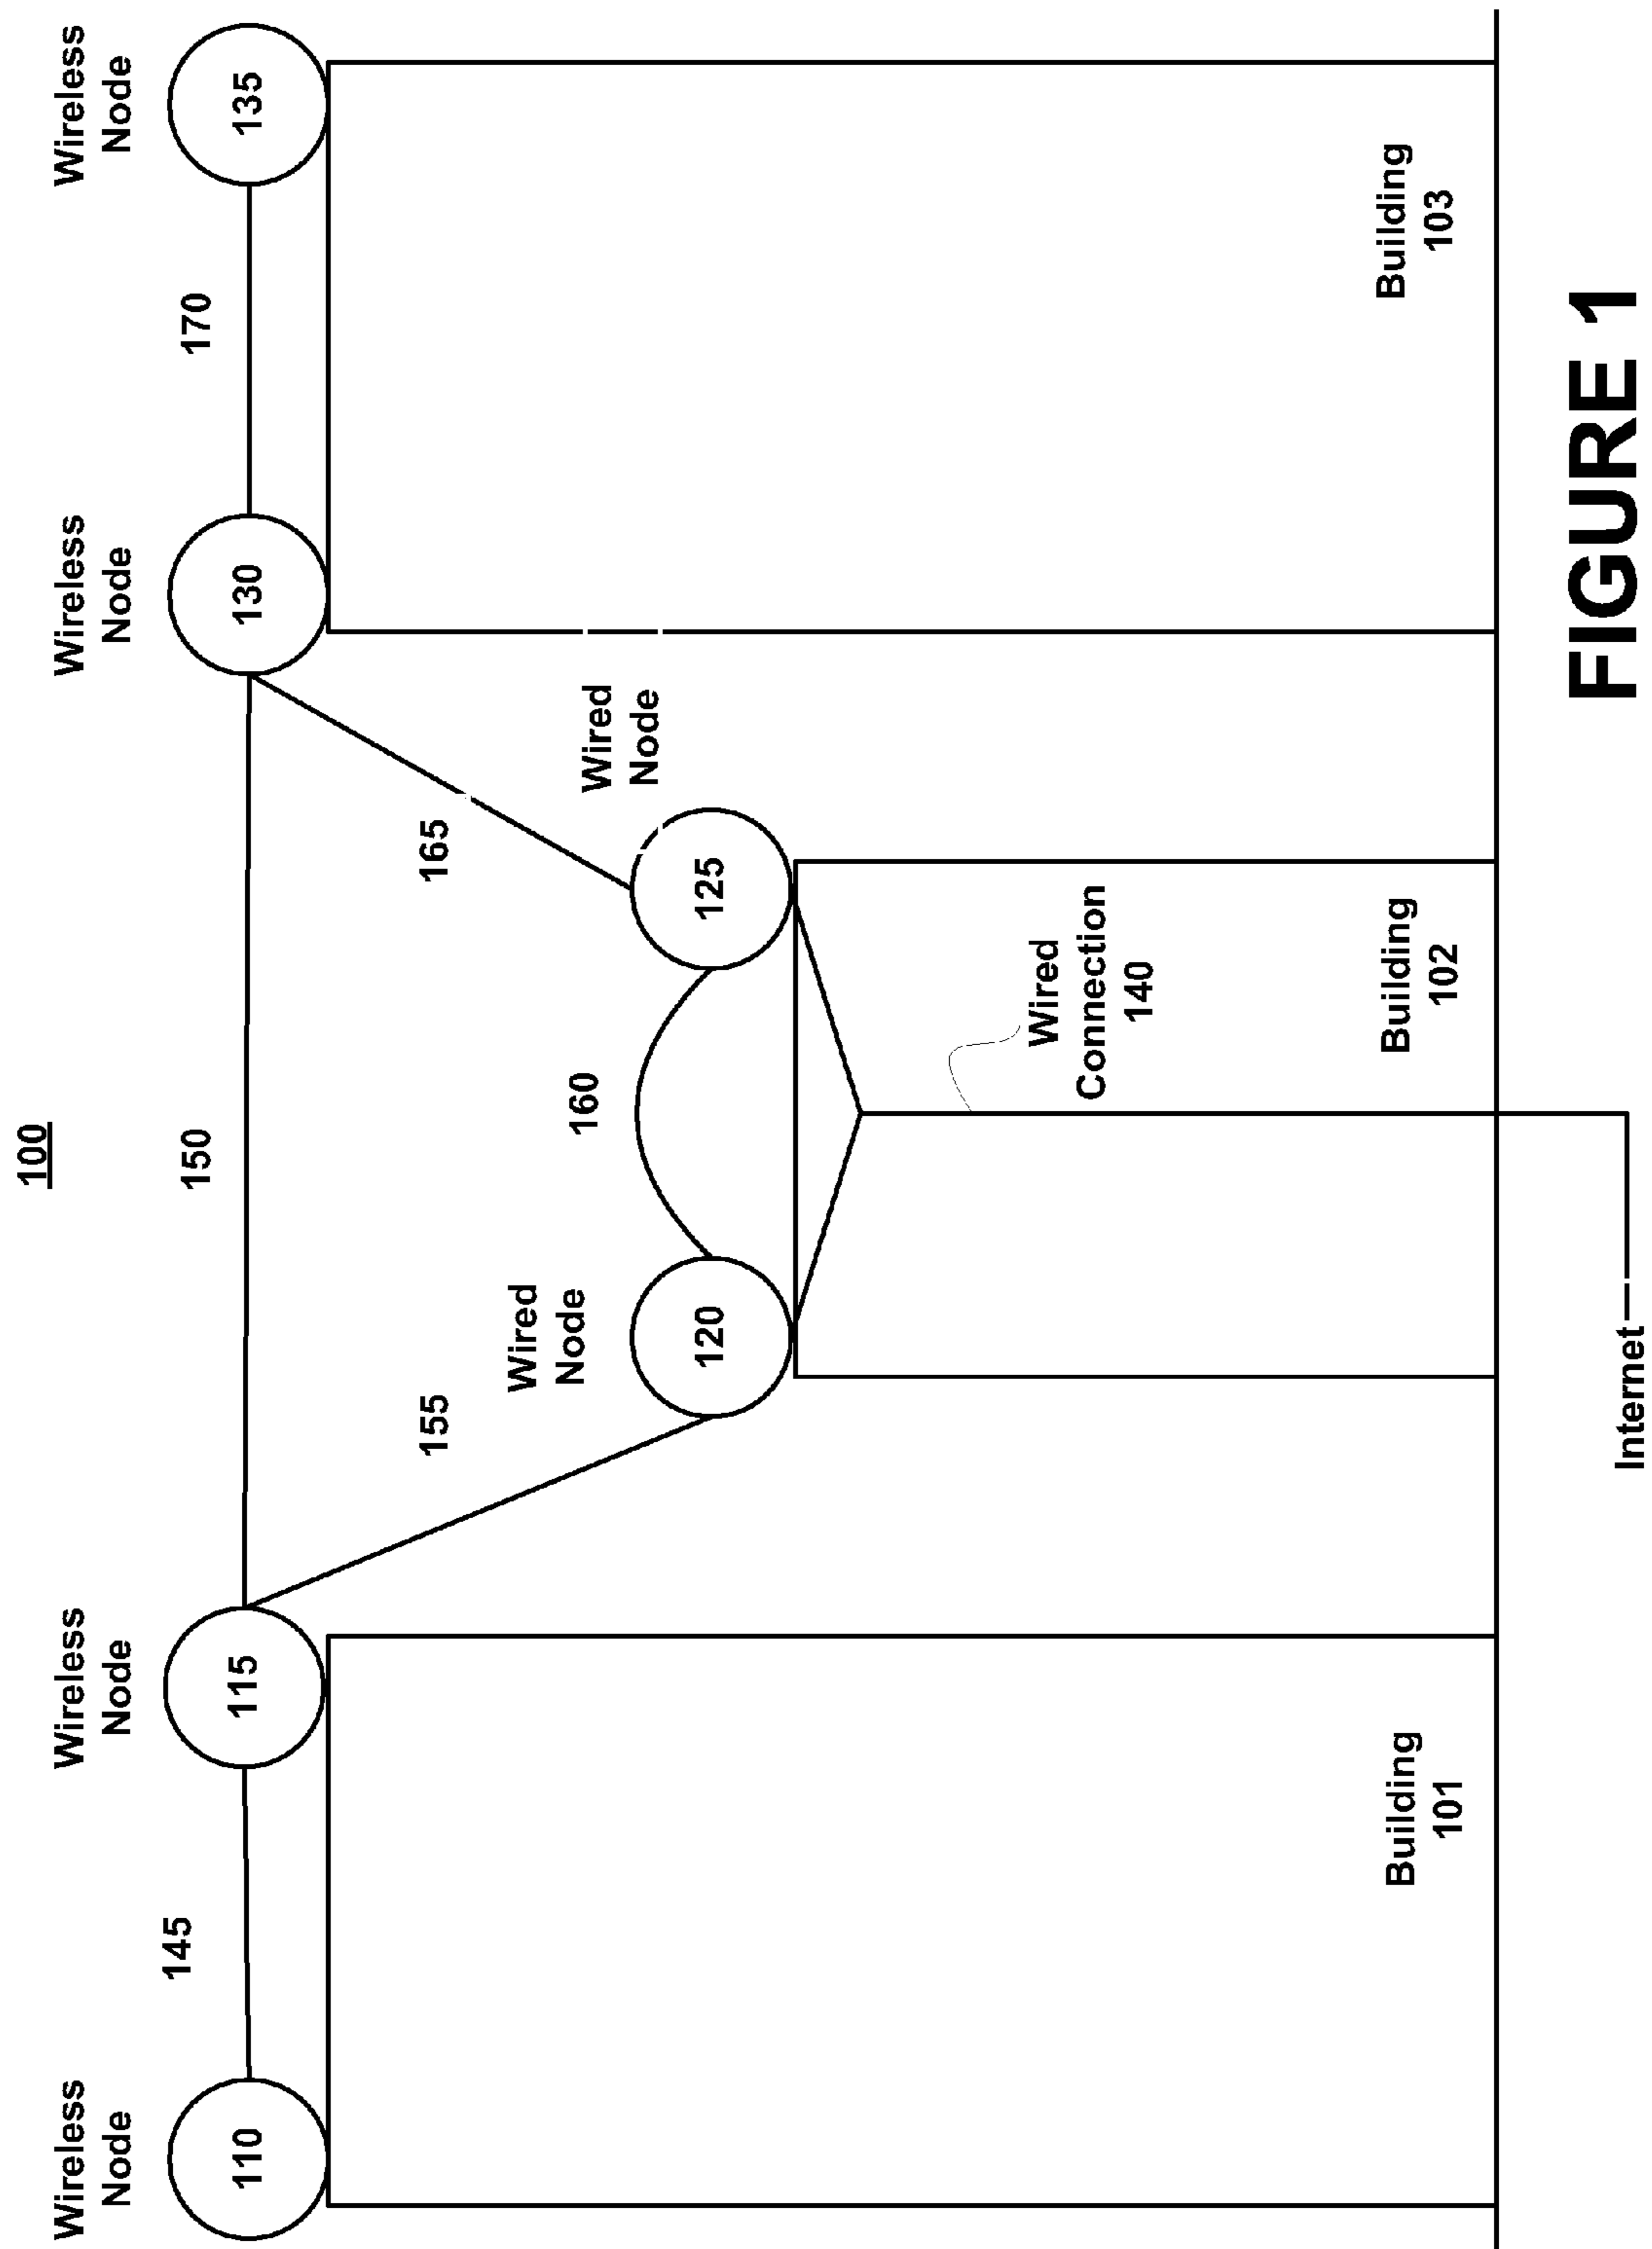 100
Wireless
Node
110
145
Wireless
Node
115
150
Wireless
Node
130
170
Wireless
Node
135
155
Wired
Node
120
160
165
Wired
Node
125
Wired
Connection
140
Building
101
Building
102
Building
103
Internet
FIGURE 1